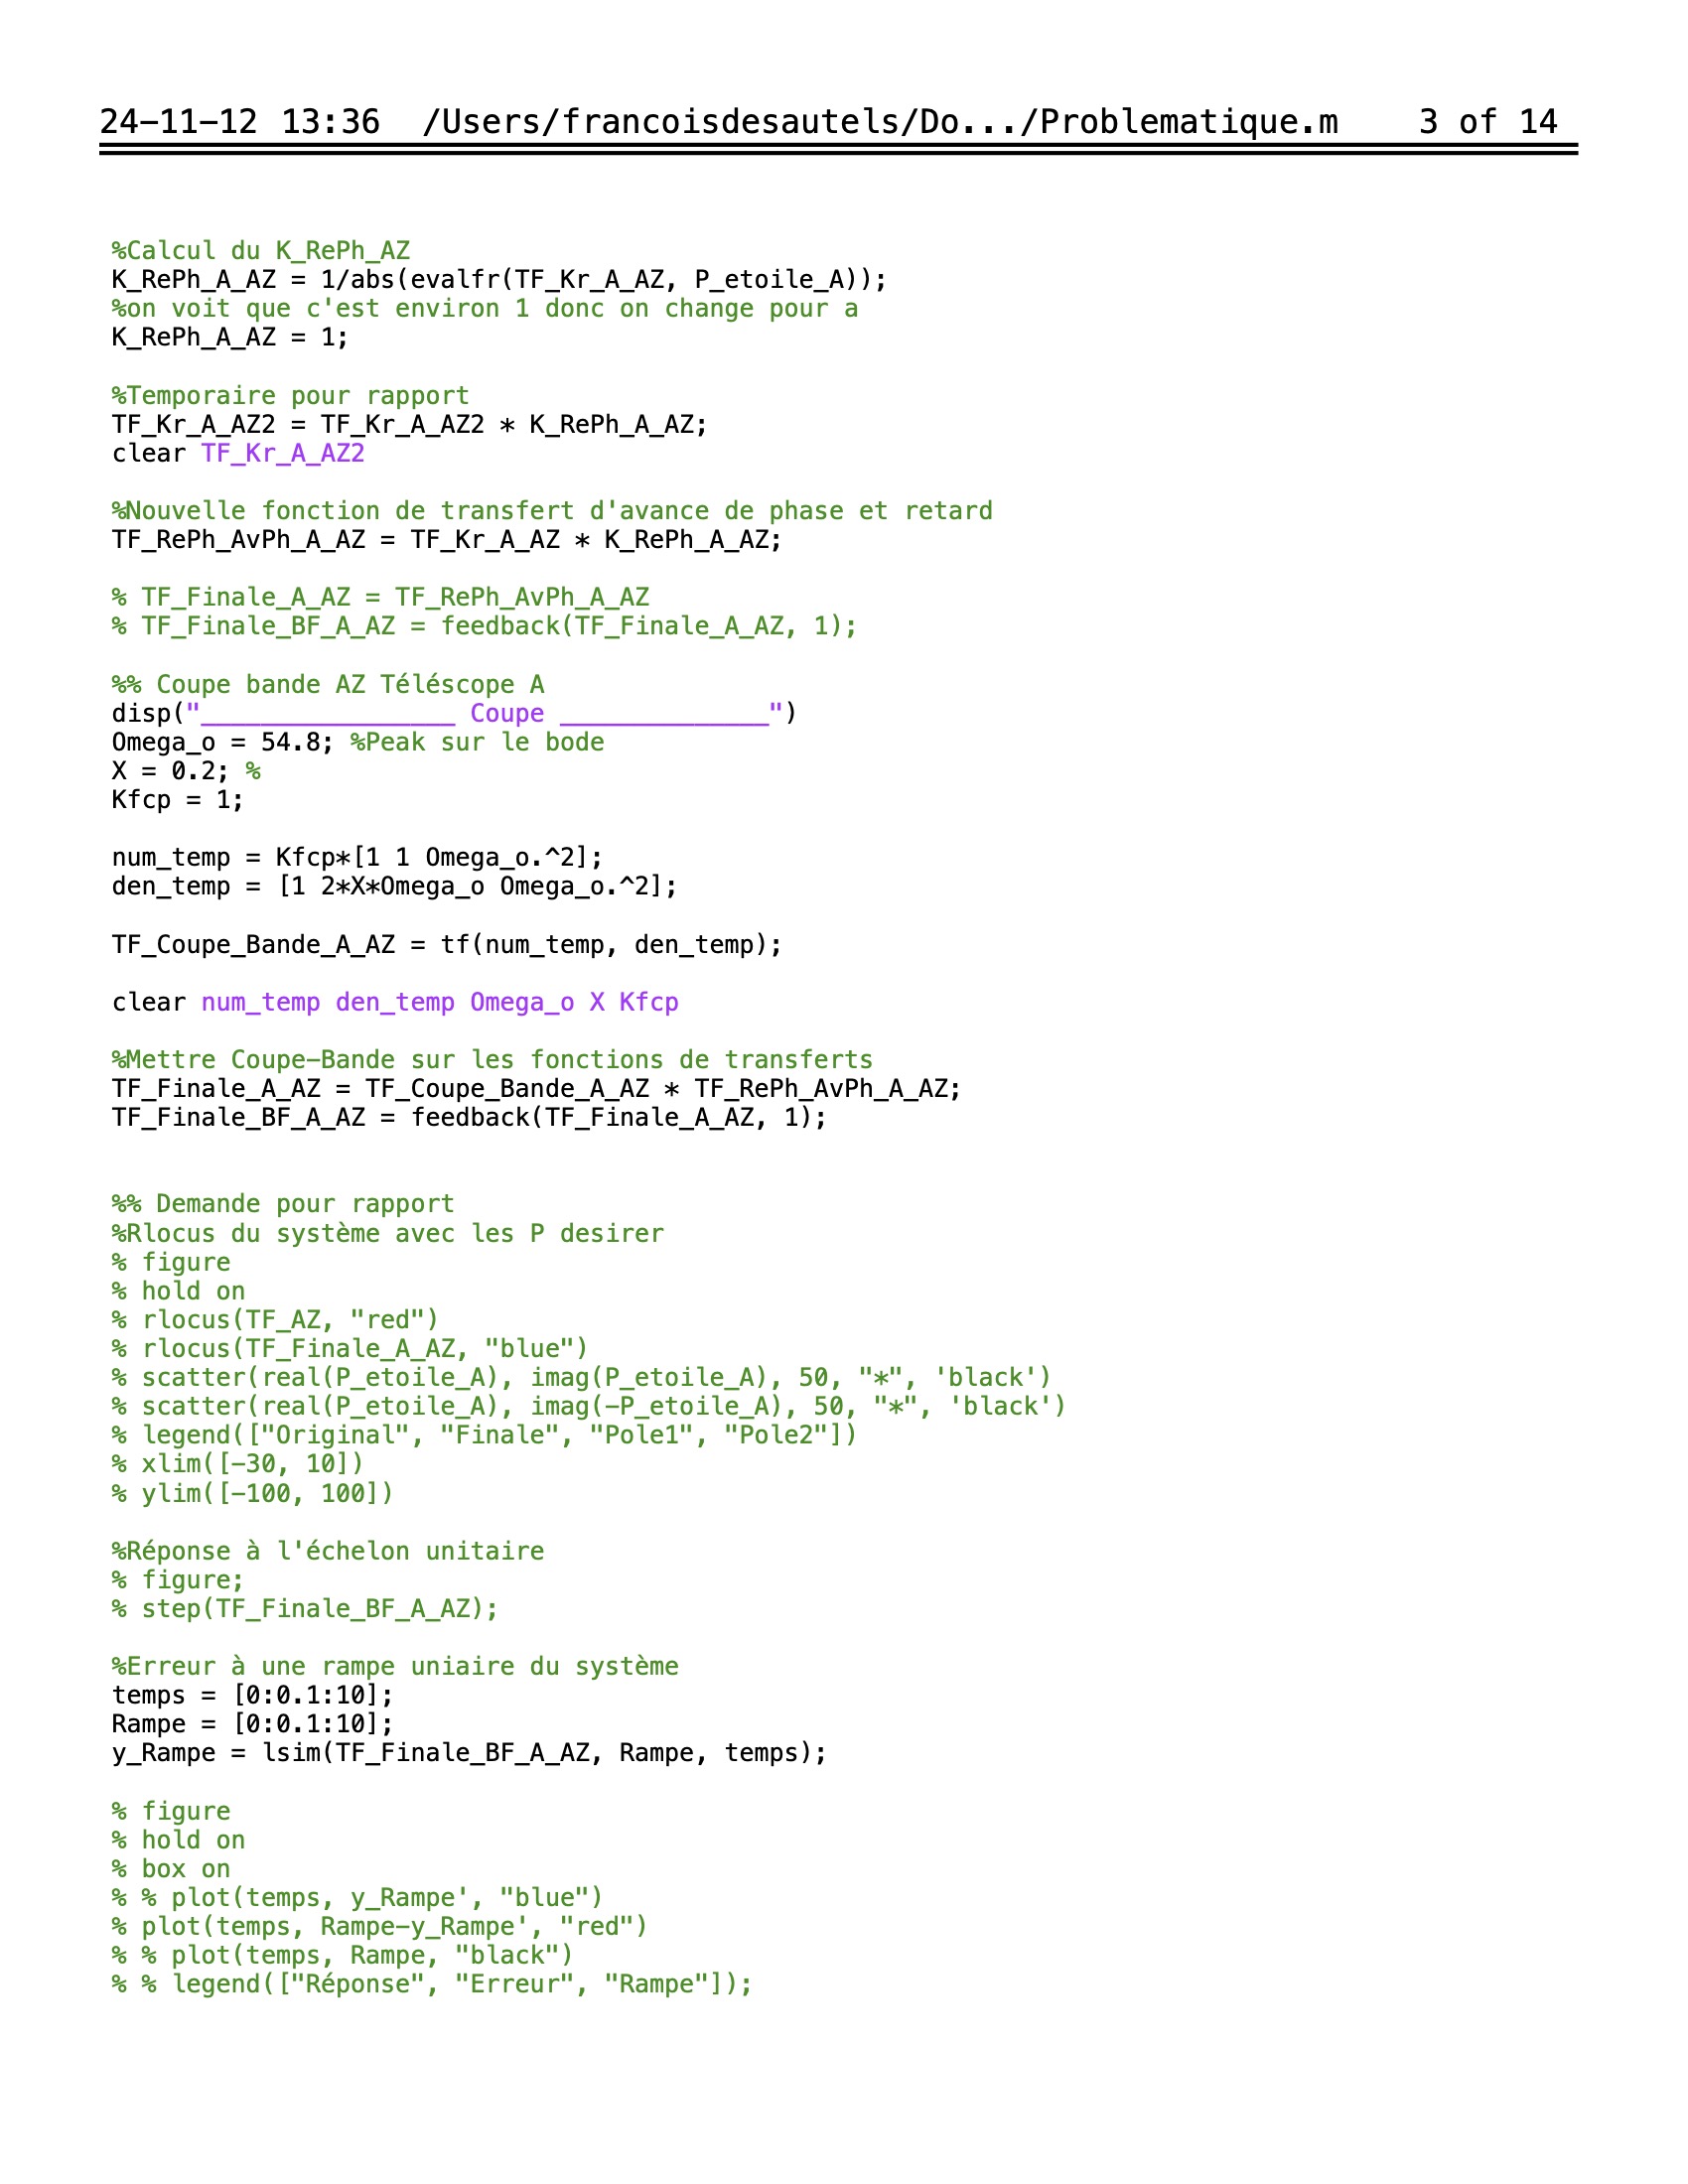 24-11-12 13:36 /Users/francoisdesautels/Do.../Problematique.m 3 of 14
%Calcul du K_RePh_AZ
K_RePh_A_AZ = 1/abs(evalfr(TF_Kr_A_AZ, P_etoile_A));
%on voit que c'est environ 1 donc on change pour a
K_RePh_A_AZ = 1;
%Temporaire pour rapport
TF_Kr_A_AZ2 = TF_Kr_A_AZ2 * K_RePh_A_AZ;
clear TF_Kr_A_AZ2
%Nouvelle fonction de transfert d'avance de phase et retard
TF_RePh_AvPh_A_AZ = TF_Kr_A_AZ * K_RePh_A_AZ;
% TF_Finale_A_AZ = TF_RePh_AvPh_A_AZ
% TF_Finale_BF_A_AZ = feedback(TF_Finale_A_AZ, 1);
%% Coupe bande AZ Téléscope A
disp("_________________ Coupe ______________")
Omega_o = 54.8; %Peak sur le bode
X = 0.2; %
Kfcp = 1;
num_temp = Kfcp*[1 1 Omega_o.^2];
den_temp = [1 2*X*Omega_o Omega_o.^2];
TF_Coupe_Bande_A_AZ = tf(num_temp, den_temp);
clear num_temp den_temp Omega_o X Kfcp
%Mettre Coupe-Bande sur les fonctions de transferts
TF_Finale_A_AZ = TF_Coupe_Bande_A_AZ * TF_RePh_AvPh_A_AZ;
TF_Finale_BF_A_AZ = feedback(TF_Finale_A_AZ, 1);
%% Demande pour rapport
%Rlocus du système avec les P desirer
% figure
% hold on
% rlocus(TF_AZ, "red")
% rlocus(TF_Finale_A_AZ, "blue")
% scatter(real(P_etoile_A), imag(P_etoile_A), 50, "*", 'black')
% scatter(real(P_etoile_A), imag(-P_etoile_A), 50, "*", 'black')
% legend(["Original", "Finale", "Pole1", "Pole2"])
% xlim([-30, 10])
% ylim([-100, 100])
%Réponse à l'échelon unitaire
% figure;
% step(TF_Finale_BF_A_AZ);
%Erreur à une rampe uniaire du système
temps = [0:0.1:10];
Rampe = [0:0.1:10];
y_Rampe = lsim(TF_Finale_BF_A_AZ, Rampe, temps);
% figure
% hold on
% box on
% % plot(temps, y_Rampe', "blue")
% plot(temps, Rampe-y_Rampe', "red")
% % plot(temps, Rampe, "black")
% % legend(["Réponse", "Erreur", "Rampe"]);